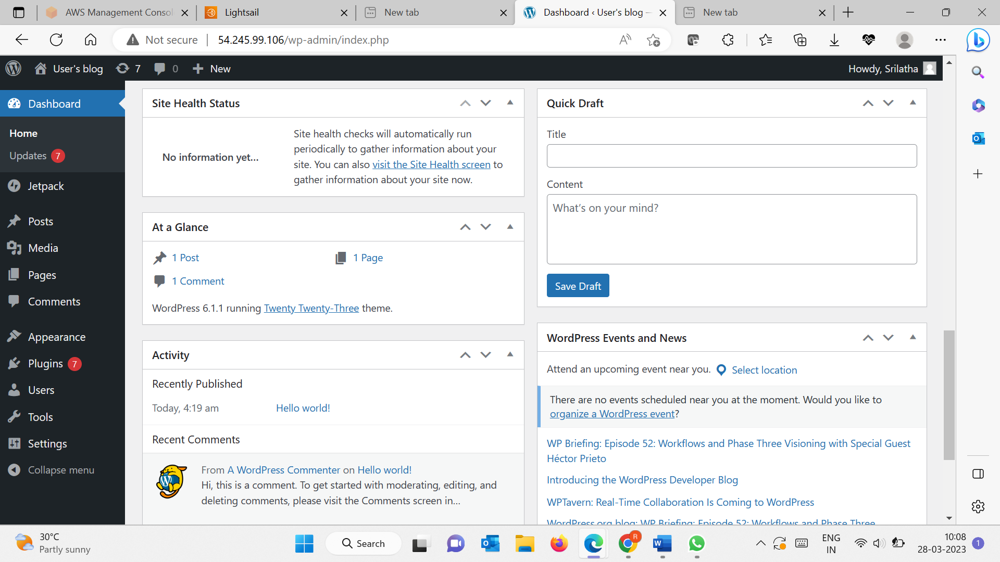 AWS Management Consol
Lightsail
New tab
Dashboard ‹ User's blog —
New tab
Not secure
54.245.99.106/wp-admin/index.php
User's blog
7
0
New
Howdy, Srilatha
Dashboard
Home
Updates 7
Jetpack
Posts
Media
Pages
Comments
Appearance
Plugins 7
Users
Tools
Settings
Collapse menu
Site Health Status
No information yet…
Site health checks will automatically run
periodically to gather information about your
site. You can also visit the Site Health screen to
gather information about your site now.
At a Glance
1 Post
1 Page
1 Comment
WordPress 6.1.1 running Twenty Twenty-Three theme.
Activity
Recently Published
Today, 4:19 am
Hello world!
Recent Comments
From A WordPress Commenter on Hello world!
Hi, this is a comment. To get started with moderating, editing, and
deleting comments, please visit the Comments screen in…
Quick Draft
Title
Content
What’s on your mind?
Save Draft
WordPress Events and News
Attend an upcoming event near you. Select location
There are no events scheduled near you at the moment. Would you like to
organize a WordPress event?
WP Briefing: Episode 52: Workflows and Phase Three Visioning with Special Guest
Héctor Prieto
Introducing the WordPress Developer Blog
WPTavern: Real-Time Collaboration Is Coming to WordPress
WordPress.org blog: WP Briefing: Episode 52: Workflows and Phase Three
30°C
Partly sunny
Search
R
ENG
IN
10:08
28-03-2023
1